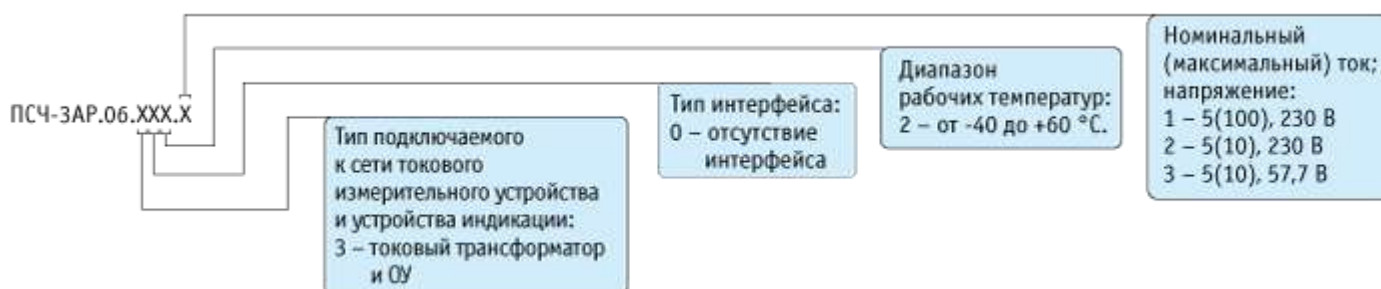 ПСЧ-3АР.06.XXX.X
Тип подключаемого
к сети токового
измерительного устройства
и устройства индикации:
3 – токовый трансформатор
и ОУ
Тип интерфейса:
0 – отсутствие
интерфейса
Диапазон
рабочих температур:
2 – от -40 до +60 °C.
Номинальный
(максимальный) ток;
напряжение:
1 – 5(100), 230 В
2 – 5(10), 230 В
3 – 5(10), 57,7 В